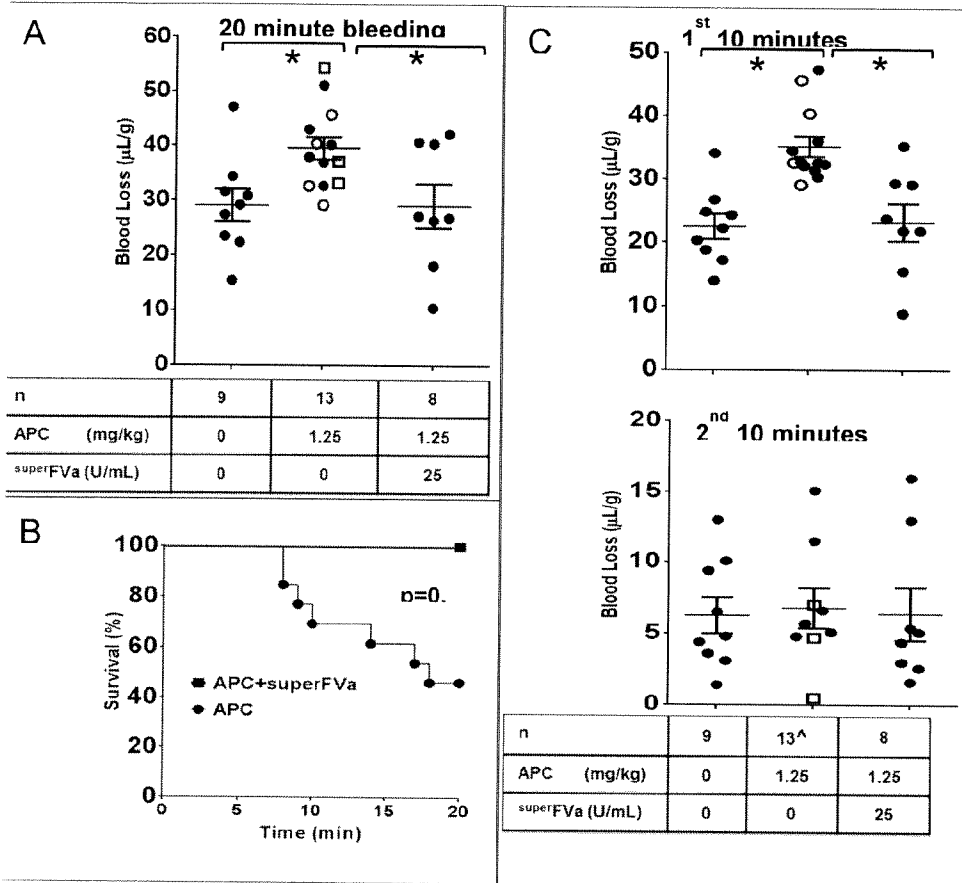 A
20 minute bleeding
* *
Blood Loss (µL/g)
60
50
40
30
20
10
0
n 9 13 8
APC (mg/kg) 0 1.25 1.25
superFVa (U/mL) 0 0 25
B
Survival (%)
100
80
60
40
20
0
p=0.
APC+superFVa
APC
0 5 10 15 20
Time (min)
C
1st 10 minutes
* *
Blood Loss (µL/g)
50
40
30
20
10
0
2nd 10 minutes
Blood Loss (µL/g)
20
15
10
5
0
n 9 13^ 8
APC (mg/kg) 0 1.25 1.25
superFVa (U/mL) 0 0 25